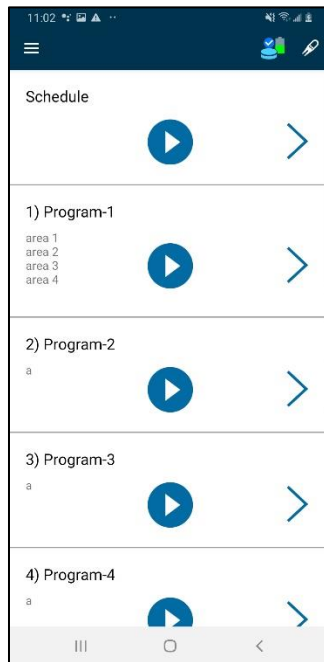 11:02
Schedule
1) Program-1
area 1
area 2
area 3
area 4
2) Program-2
a
3) Program-3
a
4) Program-4
a